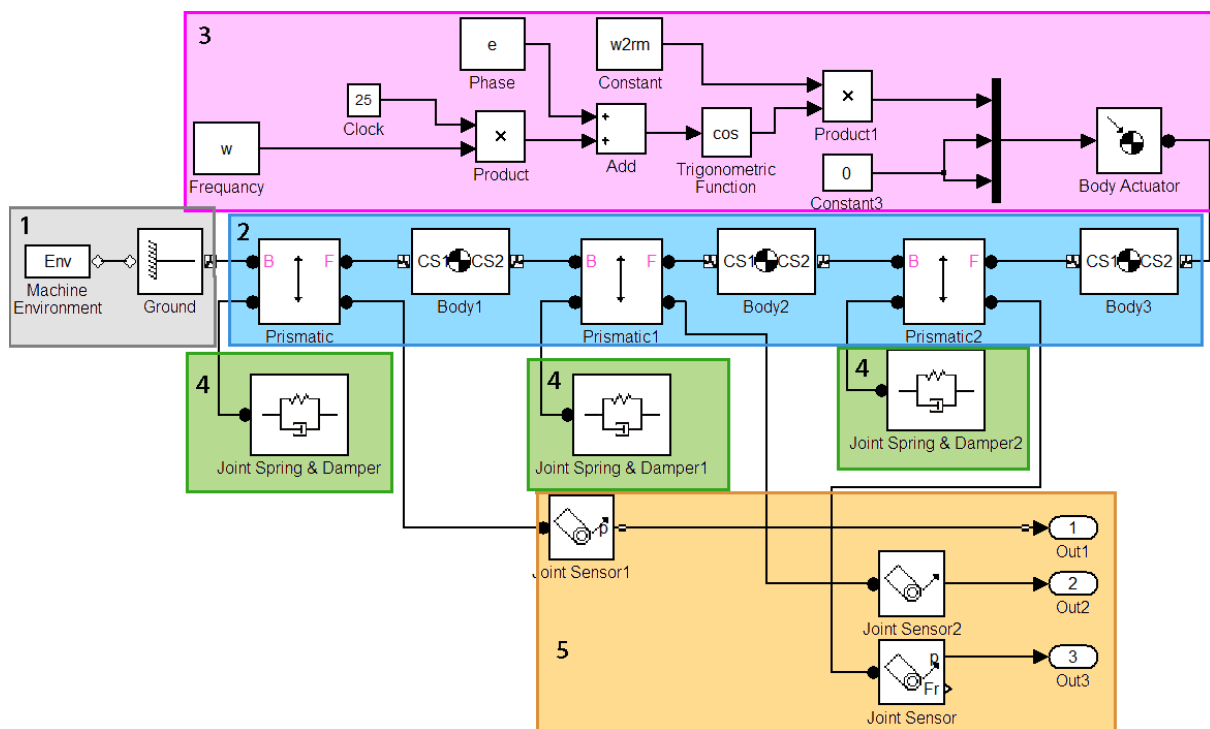 3
e
Phase
w2rm
Constant
25
Clock
×
Product1
w
Frequancy
×
Product
+
+
Add
cos
Trigonometric
Function
0
Constant3
Body Actuator
1
Env
Machine
Environment
Ground
2
B F
Prismatic
CS1 CS2
Body1
B F
Prismatic1
CS1 CS2
Body2
B F
Prismatic2
CS1 CS2
Body3
4
Joint Spring & Damper
4
Joint Spring & Damper1
4
Joint Spring & Damper2
p
Joint Sensor1
1
Out1
Joint Sensor2
2
Out2
5
p
Fr
Joint Sensor
3
Out3